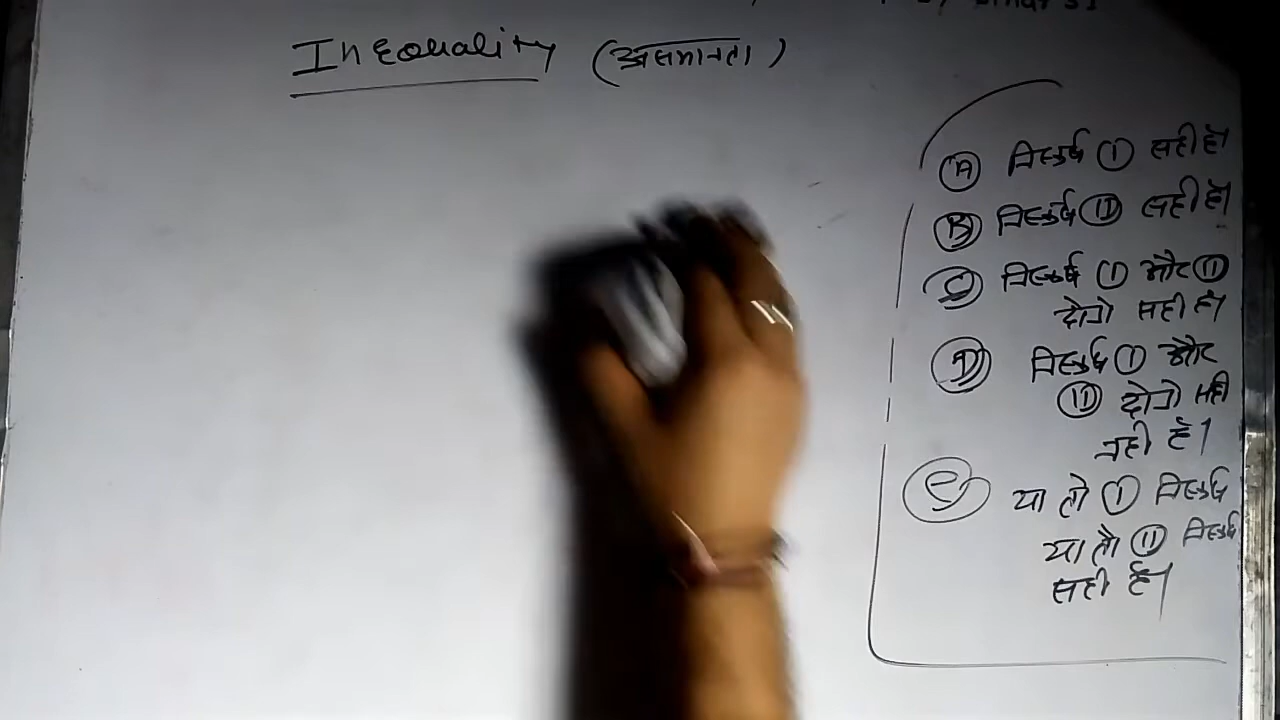 InEquality (असमानता)
(A) निष्कर्ष (I) सही है।
(B) निष्कर्ष (II) सही है।
(C) निष्कर्ष (I) और (II)
दोनो सही है।
(D) निष्कर्ष (I) और
(II) दोनो सही
नही है।
(e) या तो (I) निष्कर्ष
या तो (II) निष्कर्ष
सही है।